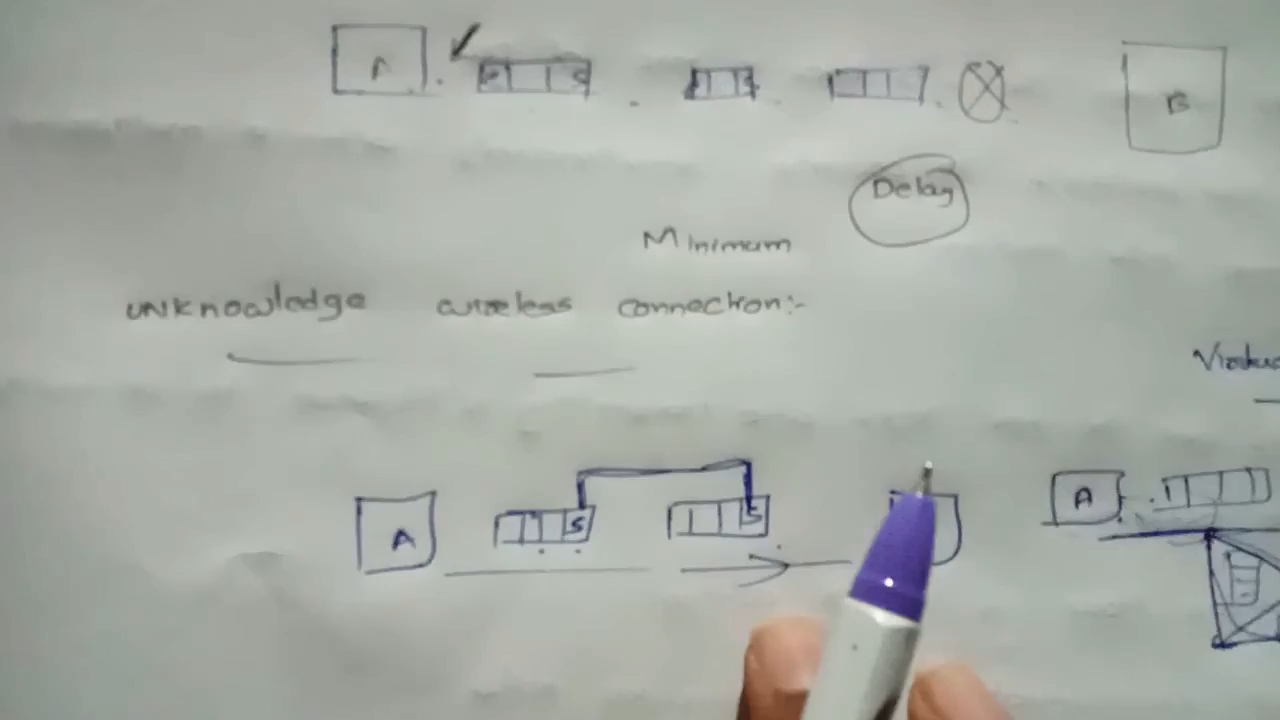 A
B
Delay
Minimum
unknowledge wireless connection:-
A S S
A